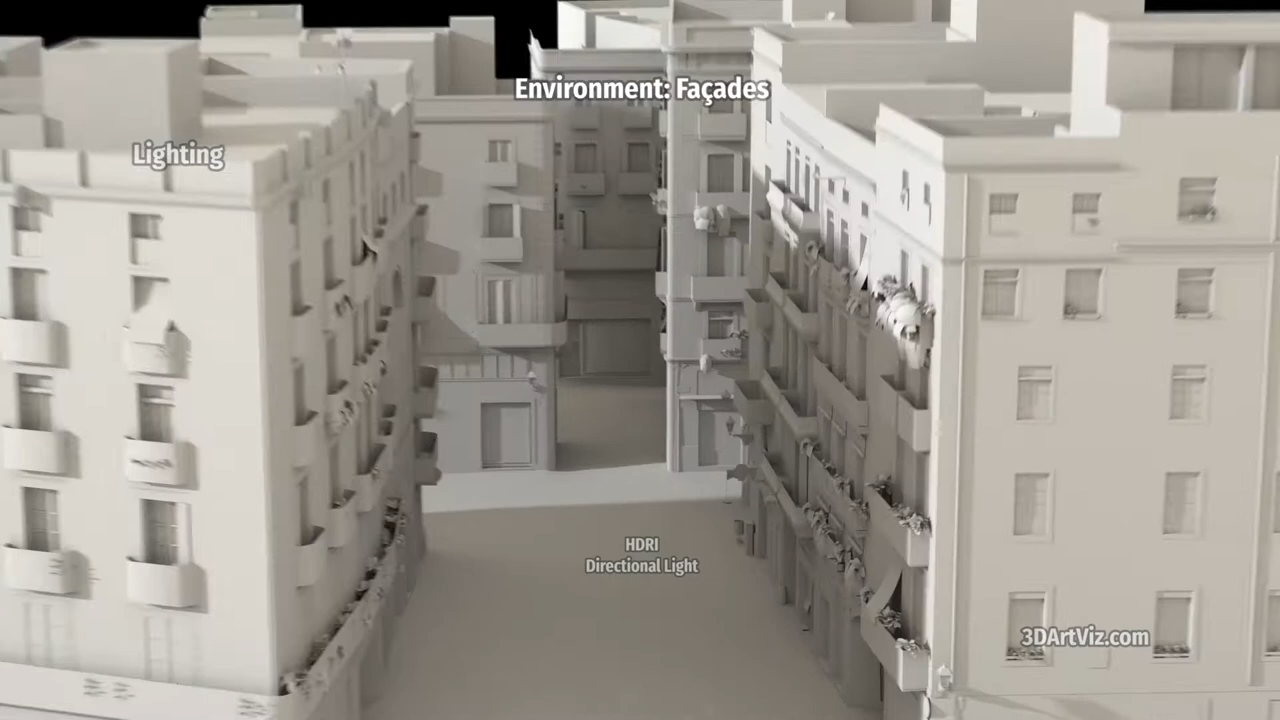 Environment: Façades
Lighting
HDRI
Directional Light
3DArtViz.com